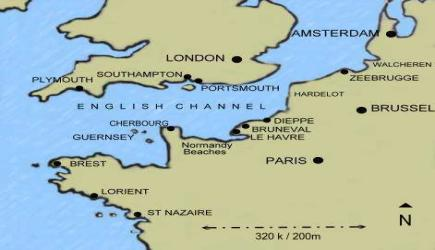 AMSTERDAM
LONDON
WALCHEREN
SOUTHAMPTON
ZEEBRUGGE
PLYMOUTH
PORTSMOUTH
HARDELOT
ENGLISH CHANNEL
BRUSSEL
CHERBOURG
DIEPPE
BRUNEVAL
GUERNSEY
LE HAVRE
Normandy
Beaches
PARIS
BREST
LORIENT
ST NAZAIRE
N
320 k / 200m